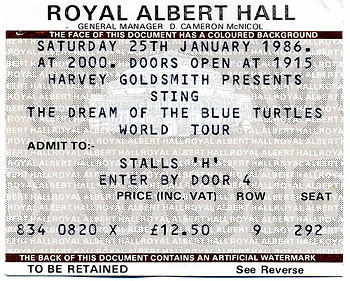 ROYAL ALBERT HALL
GENERAL MANAGER D. CAMERON McNICOL
THE FACE OF THIS DOCUMENT HAS A COLOURED BACKGROUND
SATURDAY 25TH JANUARY 1986.
AT 2000. DOORS OPEN AT 1915
HARVEY GOLDSMITH PRESENTS
STING
THE DREAM OF THE BLUE TURTLES
WORLD TOUR
ADMIT TO:-
STALLS 'H'
ENTER BY DOOR 4
PRICE (INC. VAT) ROW SEAT
834 0820 X £12.50 9 292
THE BACK OF THIS DOCUMENT CONTAINS AN ARTIFICIAL WATERMARK
TO BE RETAINED See Reverse